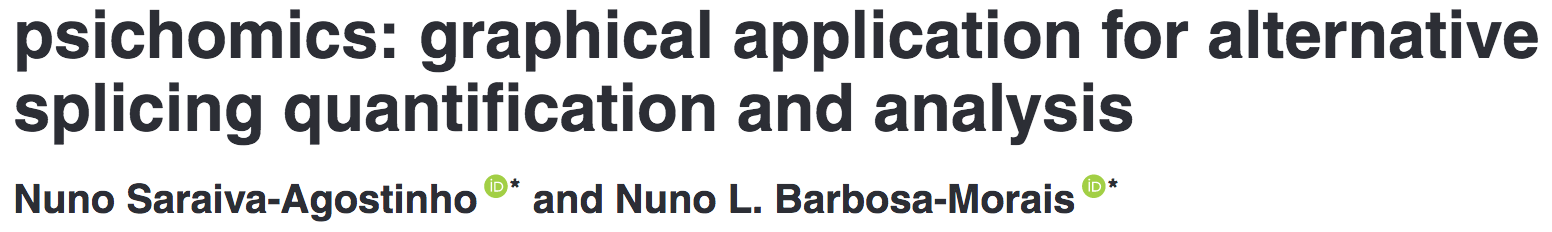 psichomics: graphical application for alternative
splicing quantification and analysis
Nuno Saraiva-Agostinho iD* and Nuno L. Barbosa-Morais iD*